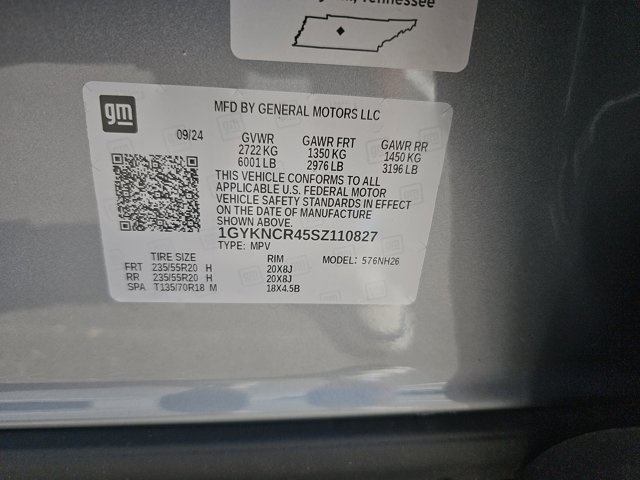 Tennessee
gm
MFD BY GENERAL MOTORS LLC
09/24 GVWR GAWR FRT GAWR RR
2722 KG 1350 KG 1450 KG
6001 LB 2976 LB 3196 LB
THIS VEHICLE CONFORMS TO ALL
APPLICABLE U.S. FEDERAL MOTOR
VEHICLE SAFETY STANDARDS IN EFFECT
ON THE DATE OF MANUFACTURE
SHOWN ABOVE.
1GYKNCR45SZ110827
TYPE: MPV
TIRE SIZE RIM MODEL: 576NH26
FRT 235/55R20 H 20X8J
RR 235/55R20 H 20X8J
SPA T135/70R18 M 18X4.5B